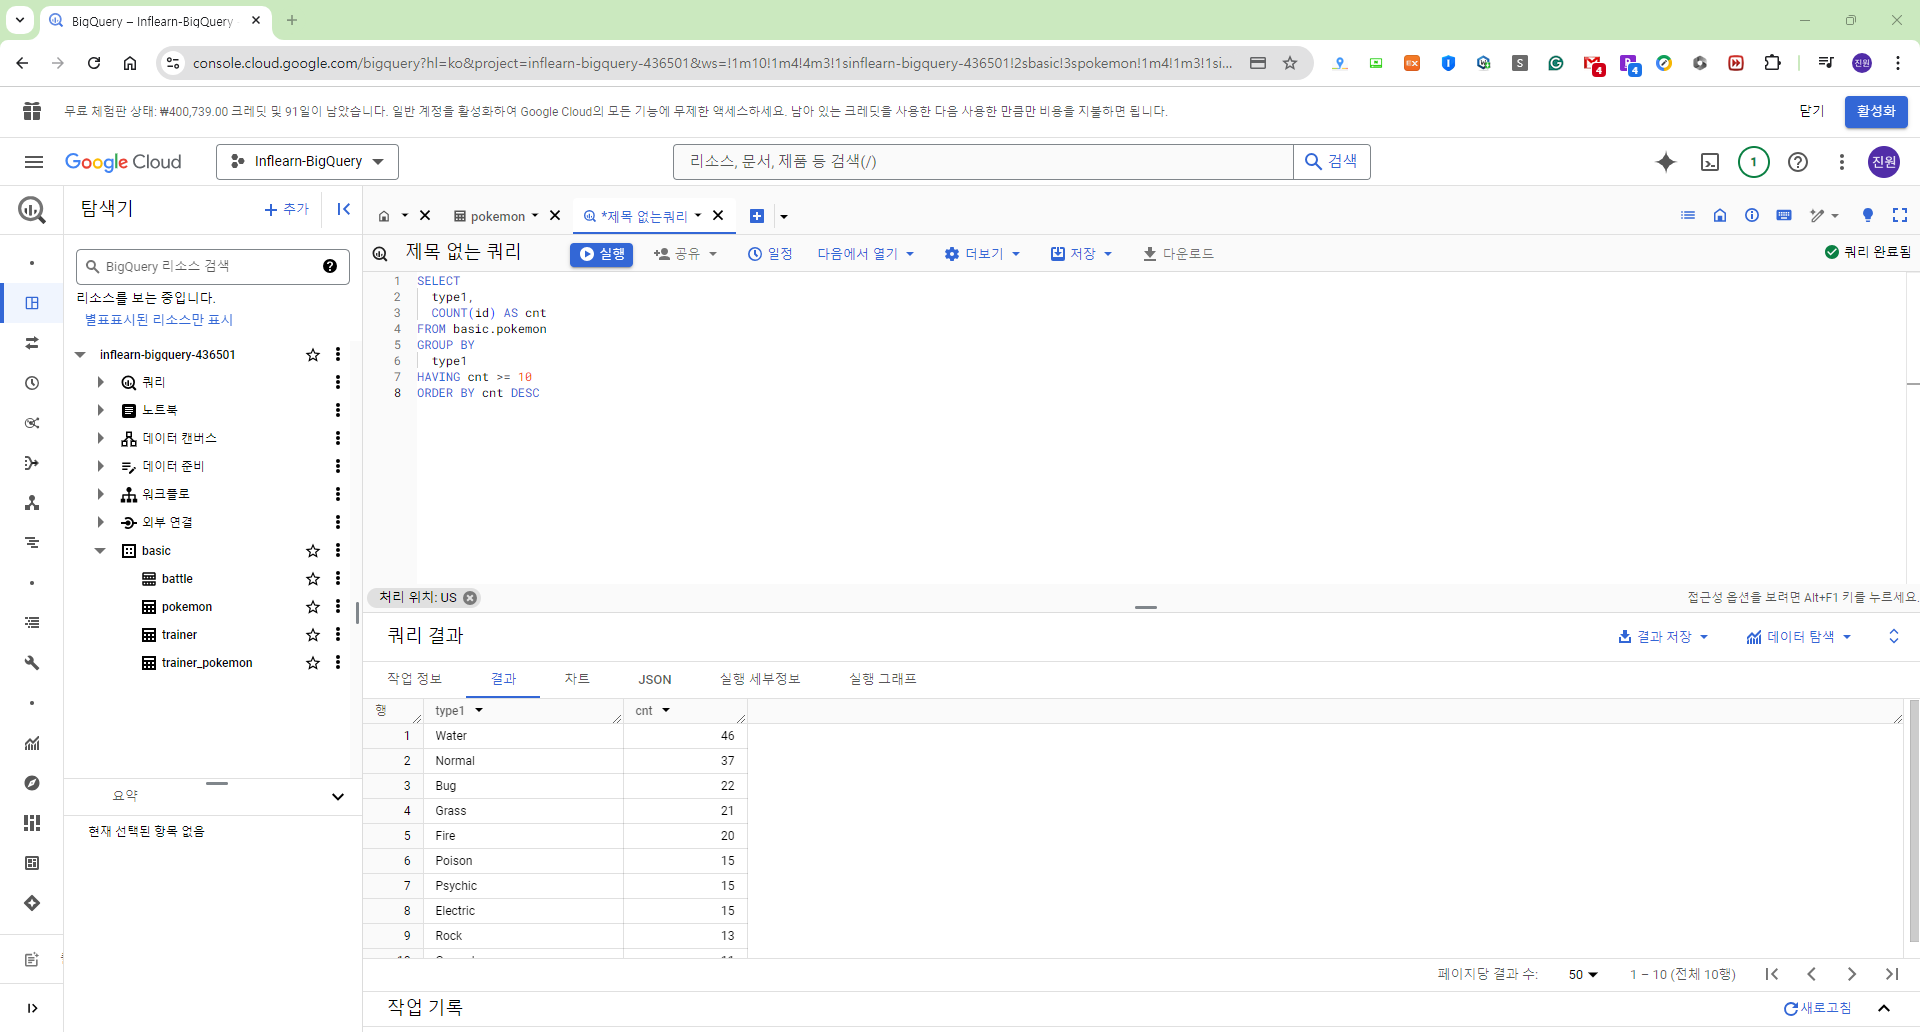 BigQuery – Inflearn-BigQuery
console.cloud.google.com/bigquery?hl=ko&project=inflearn-bigquery-436501&ws=!1m10!1m4!4m3!1sinflearn-bigquery-436501!2sbasic!3spokemon!1m4!1m3!1si...
4
4
진원
무료 체험판 상태: ₩400,739.00 크레딧 및 91일이 남았습니다. 일반 계정을 활성화하여 Google Cloud의 모든 기능에 무제한 액세스하세요. 남아 있는 크레딧을 사용한 다음 사용한 만큼만 비용을 지불하면 됩니다.
닫기
활성화
Google Cloud
Inflearn-BigQuery
리소스, 문서, 제품 등 검색(/)
검색
1
진원
탐색기
+ 추가
pokemon
*제목 없는쿼리
BigQuery 리소스 검색
제목 없는 쿼리
실행
공유
일정
다음에서 열기
더보기
저장
다운로드
쿼리 완료됨
리소스를 보는 중입니다.
별표표시된 리소스만 표시
inflearn-bigquery-436501
쿼리
노트북
데이터 캔버스
데이터 준비
워크플로
외부 연결
basic
battle
pokemon
trainer
trainer_pokemon
요약
현재 선택된 항목 없음
1 SELECT
2 type1,
3 COUNT(id) AS cnt
4 FROM basic.pokemon
5 GROUP BY
6 type1
7 HAVING cnt >= 10
8 ORDER BY cnt DESC
처리 위치: US
접근성 옵션을 보려면 Alt+F1 키를 누르세요.
쿼리 결과
결과 저장
데이터 탐색
작업 정보
결과
차트
JSON
실행 세부정보
실행 그래프
행 type1 cnt
1 Water 46
2 Normal 37
3 Bug 22
4 Grass 21
5 Fire 20
6 Poison 15
7 Psychic 15
8 Electric 15
9 Rock 13
페이지당 결과 수: 50 1 – 10 (전체 10행)
작업 기록
새로고침